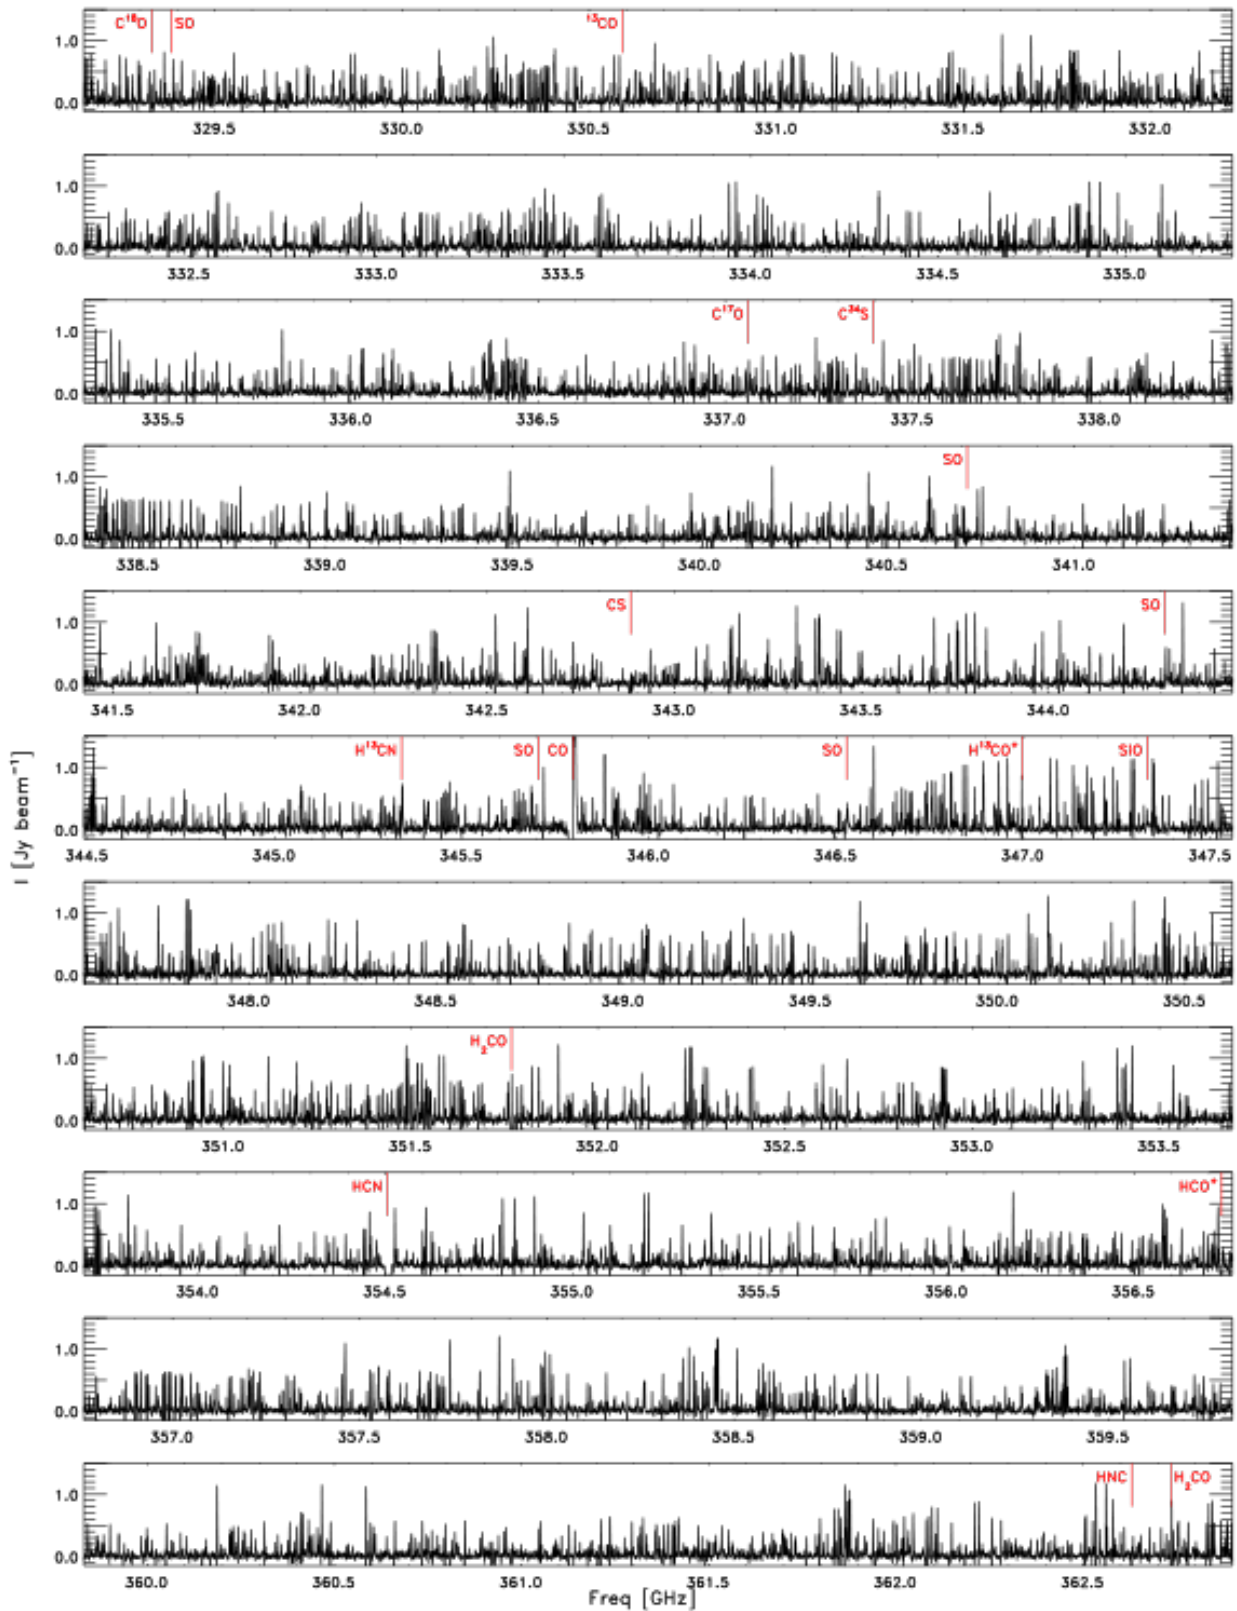 C¹⁸O SO ¹³CO
1.0
0.0
329.5 330.0 330.5 331.0 331.5 332.0
1.0
0.0
332.5 333.0 333.5 334.0 334.5 335.0
C¹⁷O C³⁴S
1.0
0.0
335.5 336.0 336.5 337.0 337.5 338.0
SO
1.0
0.0
338.5 339.0 339.5 340.0 340.5 341.0
CS SO
1.0
0.0
341.5 342.0 342.5 343.0 343.5 344.0
H¹³CN SO CO SO H¹³CO⁺ SiO
1.0
0.0
344.5 345.0 345.5 346.0 346.5 347.0 347.5
I [Jy beam⁻¹]
1.0
0.0
348.0 348.5 349.0 349.5 350.0 350.5
H₂CO
1.0
0.0
351.0 351.5 352.0 352.5 353.0 353.5
HCN HCO⁺
1.0
0.0
354.0 354.5 355.0 355.5 356.0 356.5
1.0
0.0
357.0 357.5 358.0 358.5 359.0 359.5
HNC H₂CO
1.0
0.0
360.0 360.5 361.0 361.5 362.0 362.5
Freq [GHz]